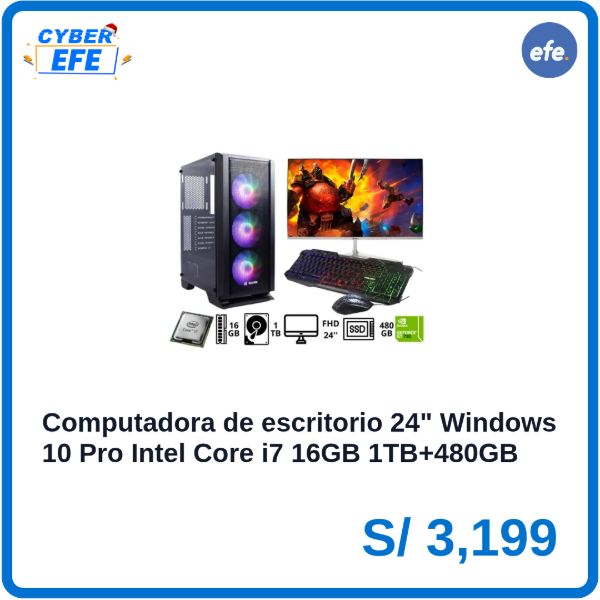 CYBER
EFE
efe.
16
GB
1
TB
FHD
24"
SSD
480
GB
Computadora de escritorio 24" Windows
10 Pro Intel Core i7 16GB 1TB+480GB
S/ 3,199